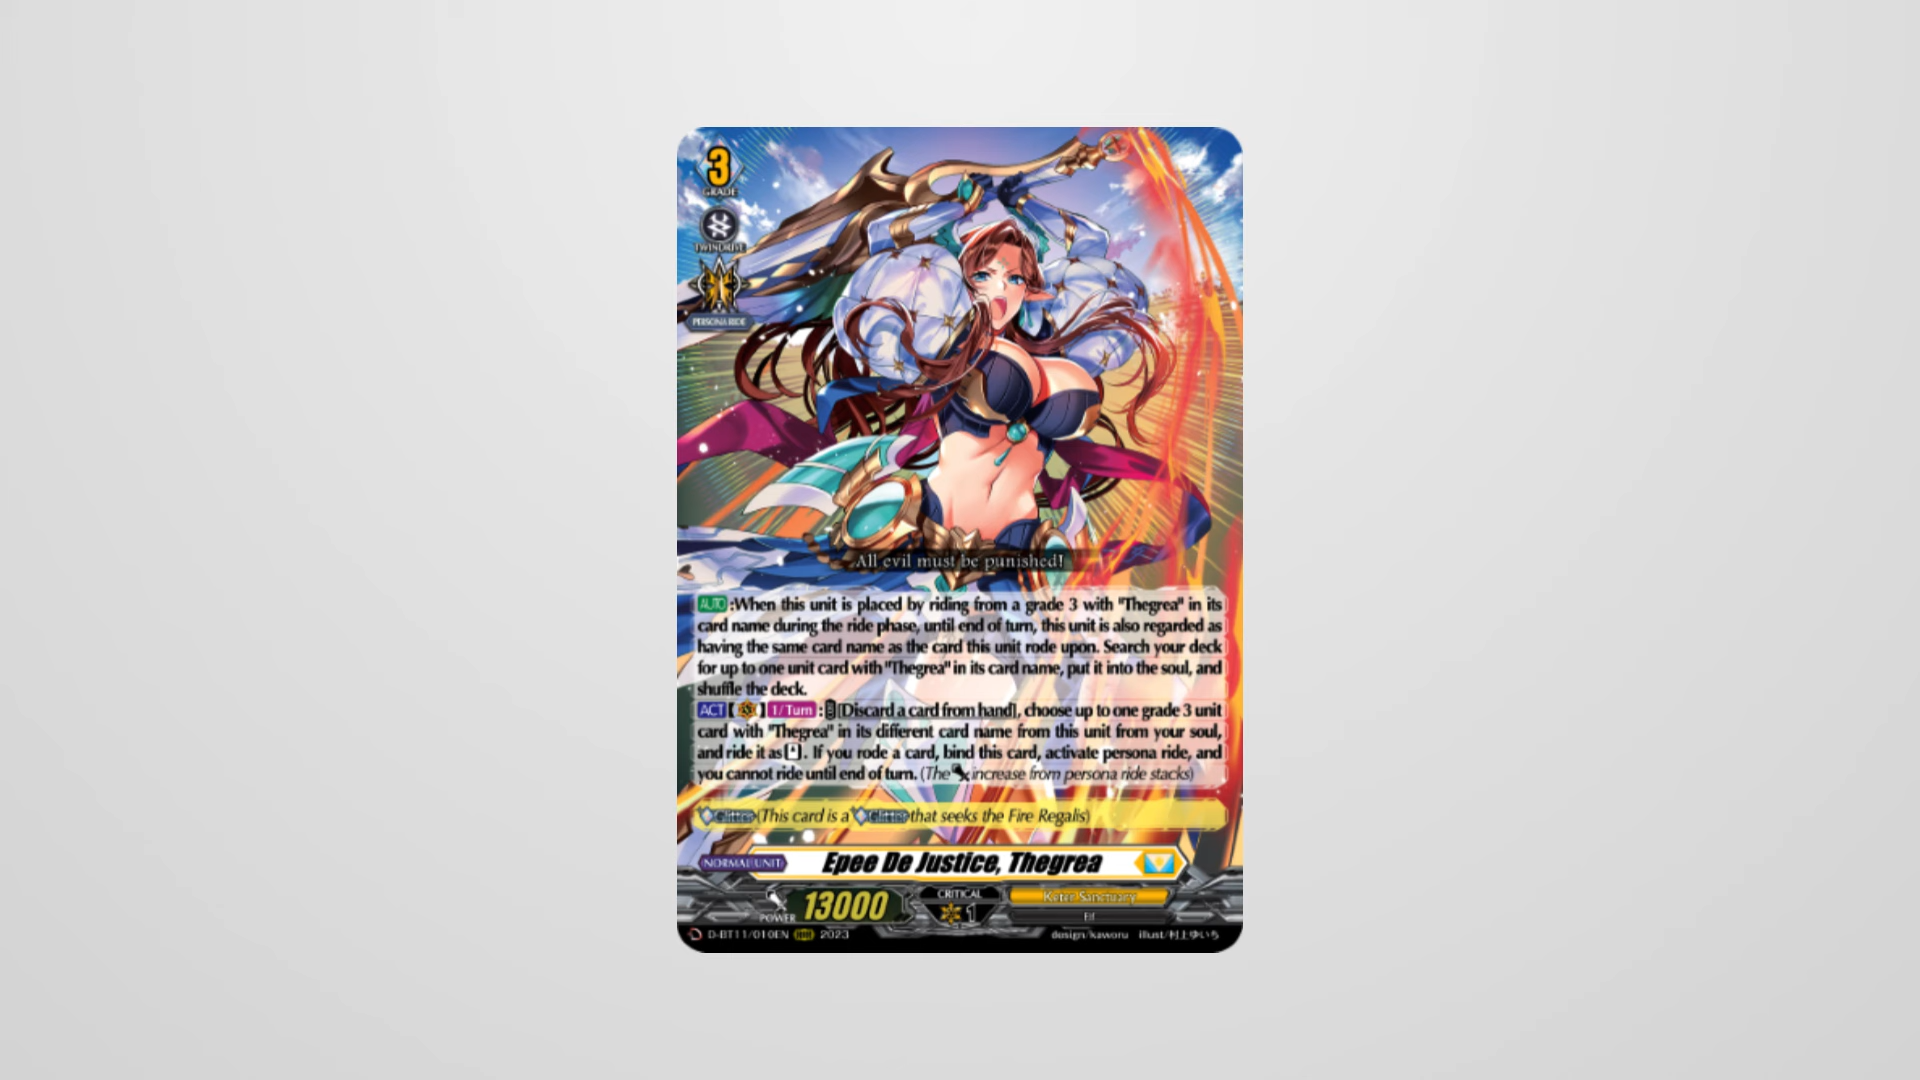 3
GRADE
TWINDRIVE
PERSONA RIDE
All evil must be punished!
AUTO :When this unit is placed by riding from a grade 3 with "Thegrea" in its
card name during the ride phase, until end of turn, this unit is also regarded as
having the same card name as the card this unit rode upon. Search your deck
for up to one unit card with "Thegrea" in its card name, put it into the soul, and
shuffle the deck.
ACT【 】1/Turn :[Discard a card from hand], choose up to one grade 3 unit
card with "Thegrea" in its different card name from this unit from your soul,
and ride it as . If you rode a card, bind this card, activate persona ride, and
you cannot ride until end of turn. (The increase from persona ride stacks)
(This card is a that seeks the Fire Regalis)
NORMAL UNIT Epee De Justice, Thegrea
POWER 13000 CRITICAL 1 Keter Sanctuary
Elf
D-BT11/010EN RRR 2023 design/kaworu illust/村上ゆいち